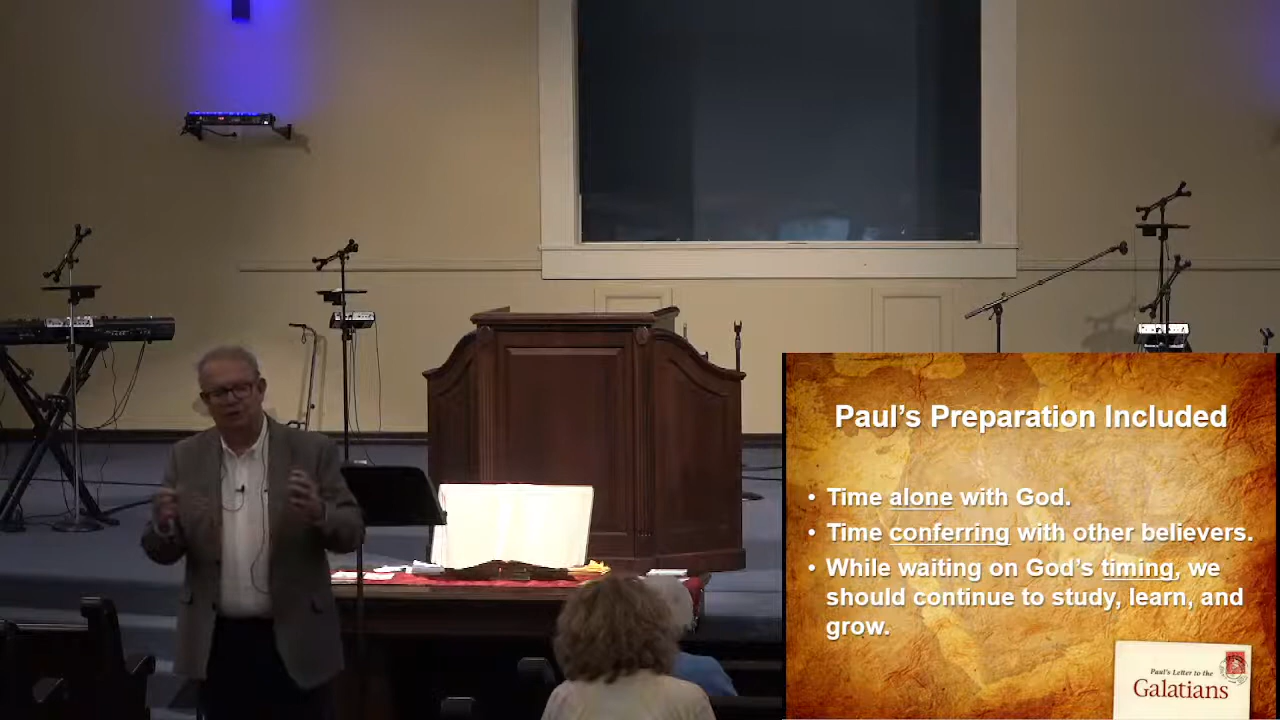 Paul’s Preparation Included
• Time alone with God.
• Time conferring with other believers.
• While waiting on God’s timing, we
should continue to study, learn, and
grow.
Paul's Letter to the
Galatians